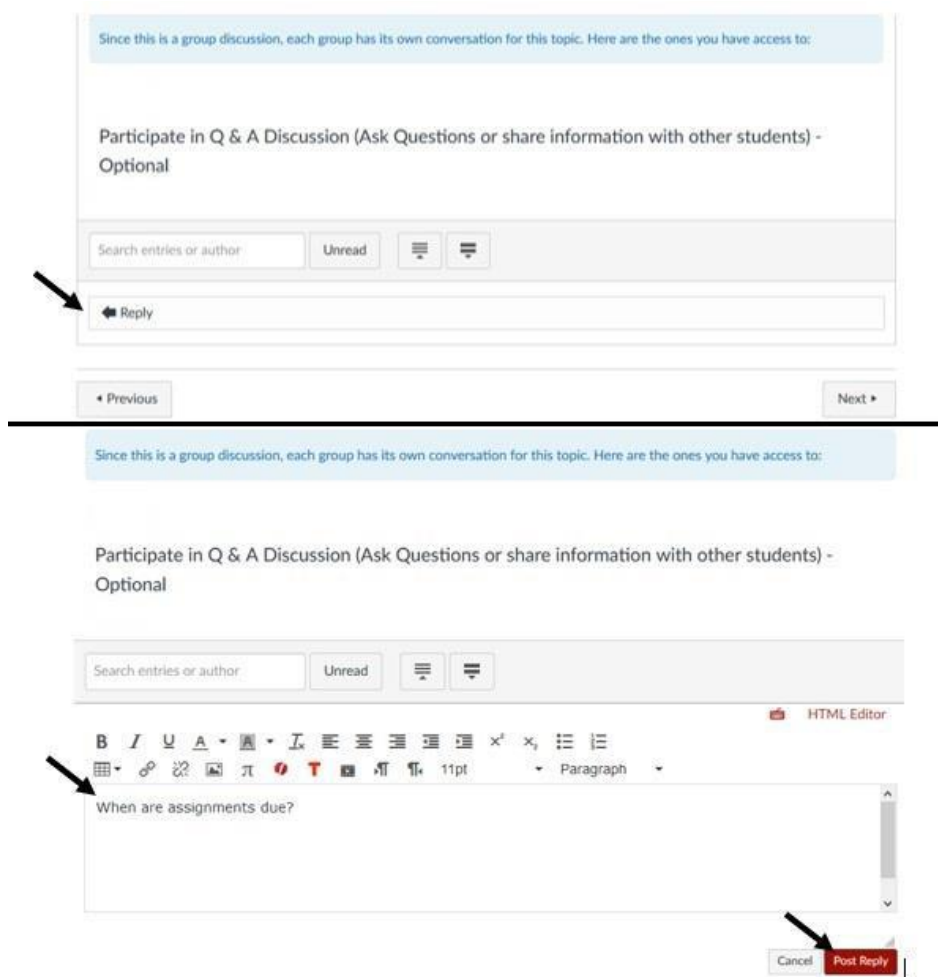 Since this is a group discussion, each group has its own conversation for this topic. Here are the ones you have access to:
Participate in Q & A Discussion (Ask Questions or share information with other students) -
Optional
Search entries or author Unread
Reply
Previous Next
Since this is a group discussion, each group has its own conversation for this topic. Here are the ones you have access to:
Participate in Q & A Discussion (Ask Questions or share information with other students) -
Optional
Search entries or author Unread
HTML Editor
B I U A A Tx x² x₂
π T ¶ ¶ 11pt Paragraph
When are assignments due?
Cancel Post Reply